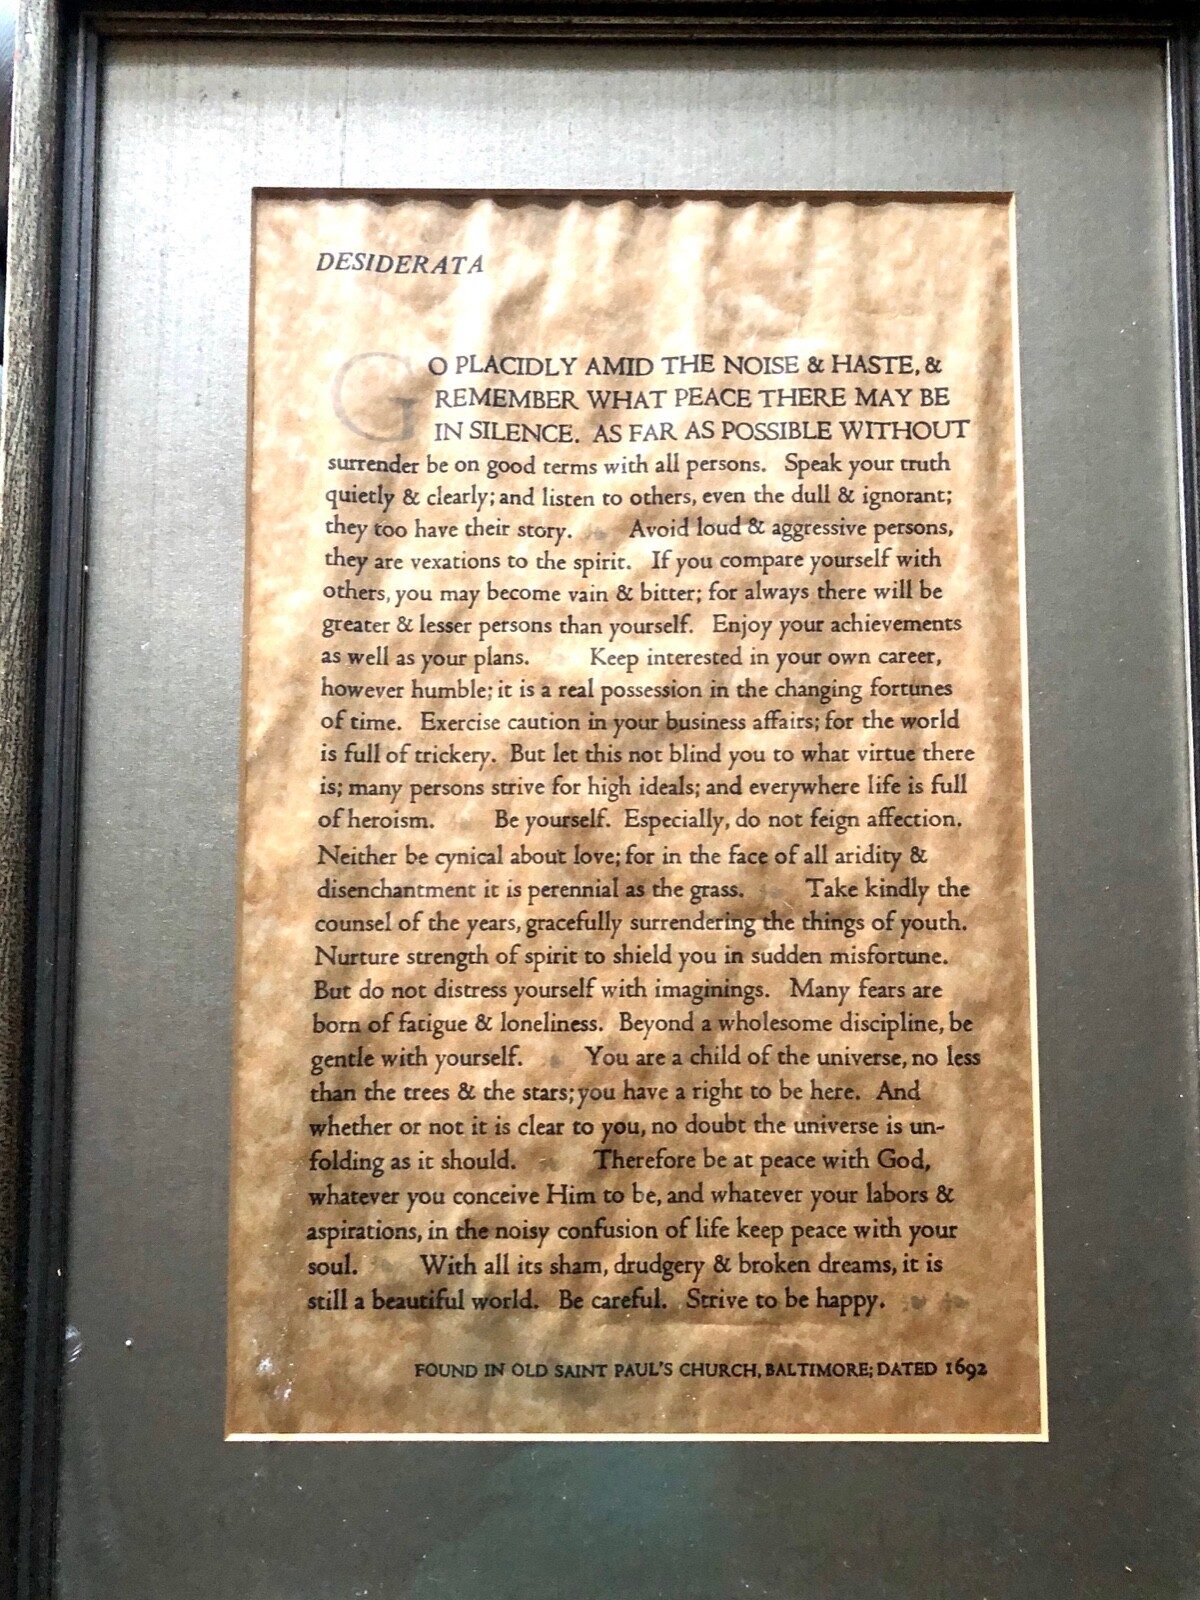 DESIDERATA
GO PLACIDLY AMID THE NOISE & HASTE, &
REMEMBER WHAT PEACE THERE MAY BE
IN SILENCE. AS FAR AS POSSIBLE WITHOUT
surrender be on good terms with all persons. Speak your truth
quietly & clearly; and listen to others, even the dull & ignorant;
they too have their story. Avoid loud & aggressive persons,
they are vexations to the spirit. If you compare yourself with
others, you may become vain & bitter; for always there will be
greater & lesser persons than yourself. Enjoy your achievements
as well as your plans. Keep interested in your own career,
however humble; it is a real possession in the changing fortunes
of time. Exercise caution in your business affairs; for the world
is full of trickery. But let this not blind you to what virtue there
is; many persons strive for high ideals; and everywhere life is full
of heroism. Be yourself. Especially, do not feign affection.
Neither be cynical about love; for in the face of all aridity &
disenchantment it is perennial as the grass. Take kindly the
counsel of the years, gracefully surrendering the things of youth.
Nurture strength of spirit to shield you in sudden misfortune.
But do not distress yourself with imaginings. Many fears are
born of fatigue & loneliness. Beyond a wholesome discipline, be
gentle with yourself. You are a child of the universe, no less
than the trees & the stars; you have a right to be here. And
whether or not it is clear to you, no doubt the universe is un-
folding as it should. Therefore be at peace with God,
whatever you conceive Him to be, and whatever your labors &
aspirations, in the noisy confusion of life keep peace with your
soul. With all its sham, drudgery & broken dreams, it is
still a beautiful world. Be careful. Strive to be happy.
FOUND IN OLD SAINT PAUL'S CHURCH, BALTIMORE; DATED 1692